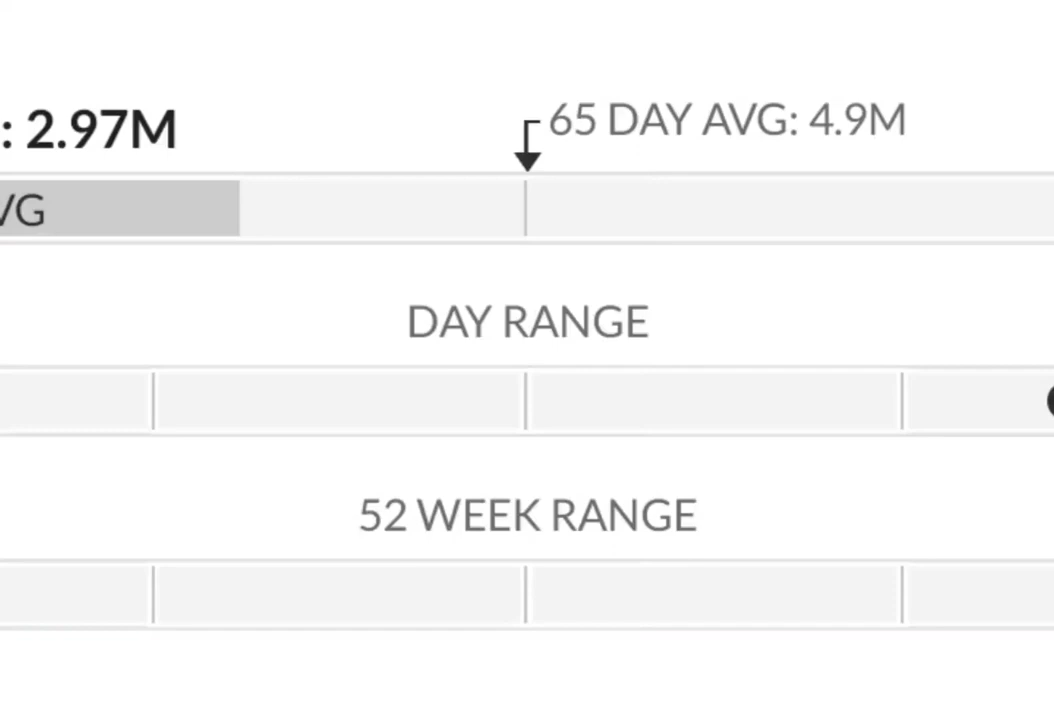 : 2.97M
65 DAY AVG: 4.9M
VG
DAY RANGE
52 WEEK RANGE